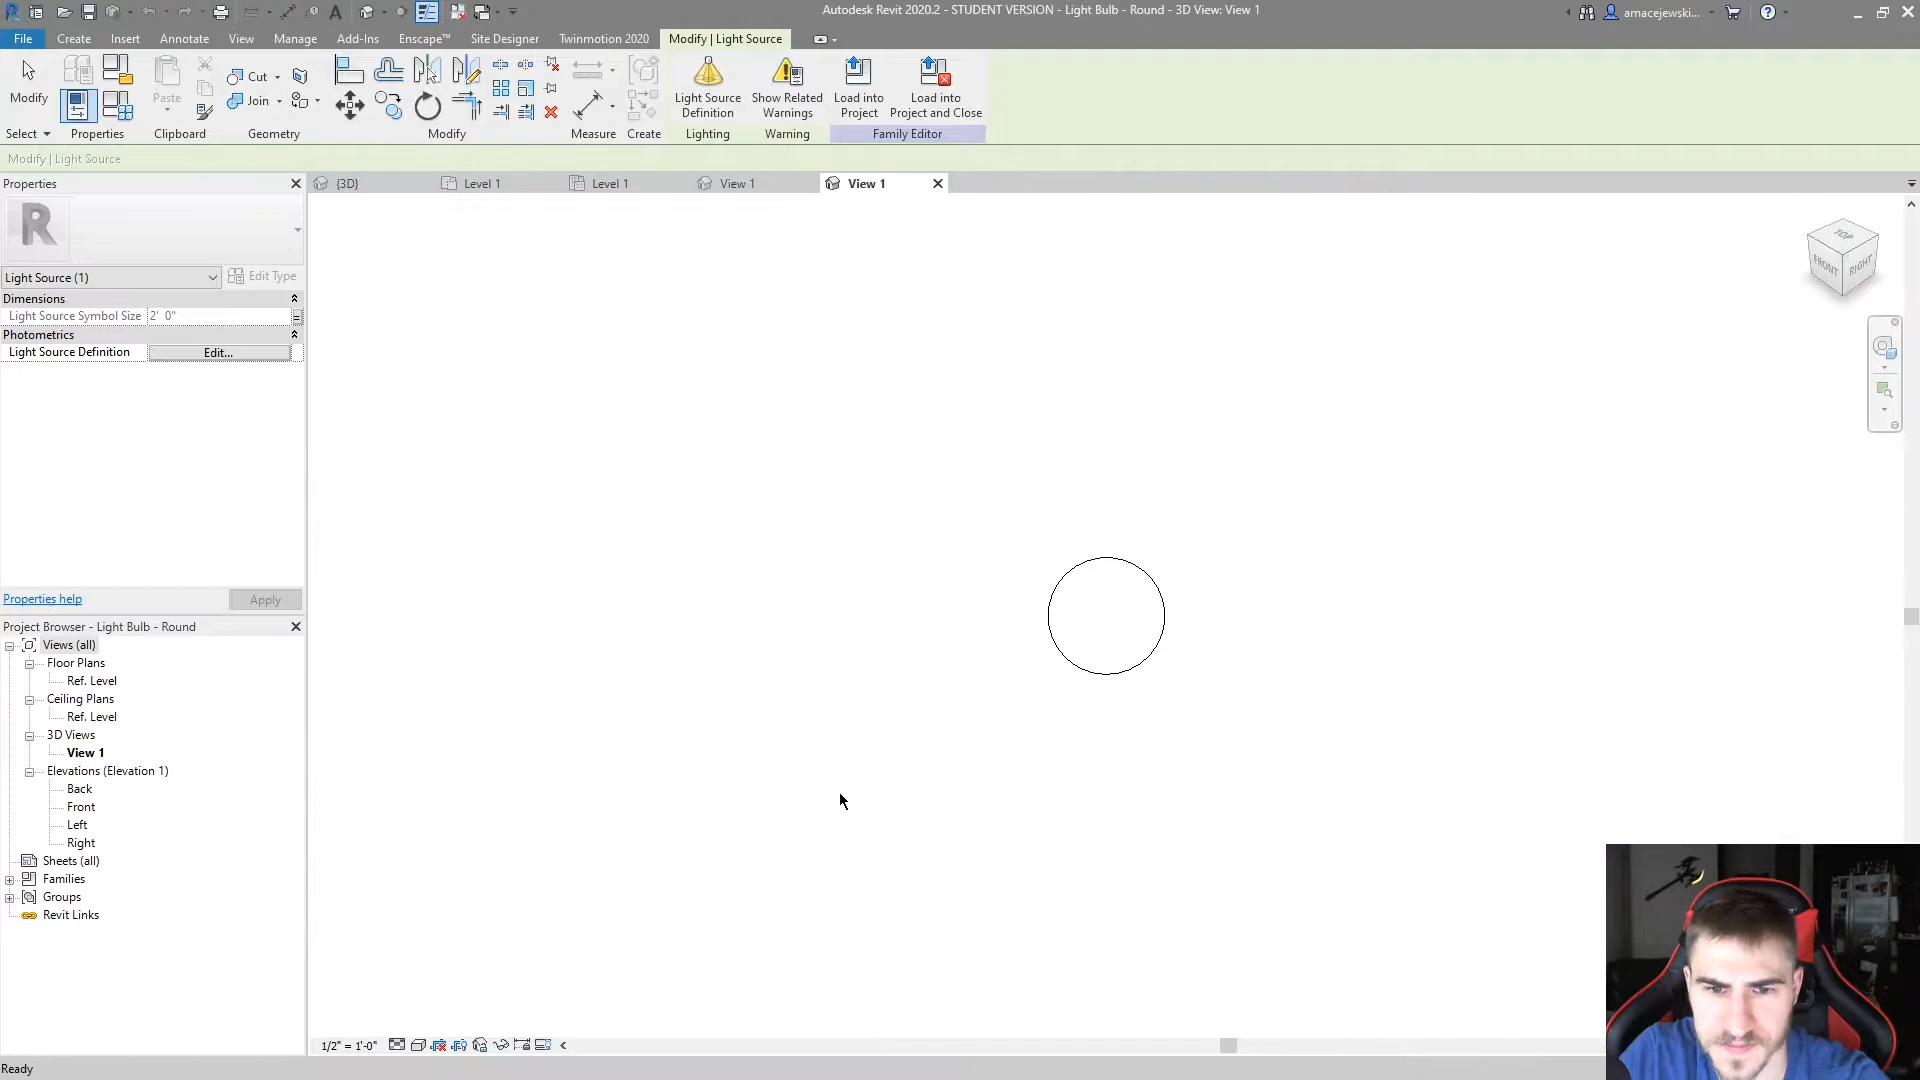 Autodesk Revit 2020.2 - STUDENT VERSION - Light Bulb - Round - 3D View: View 1
amacejewski...
File Create Insert Annotate View Manage Add-Ins Enscape™ Site Designer Twinmotion 2020 Modify | Light Source
Modify
Paste
Cut
Join
Light Source Definition
Show Related Warnings
Load into Project
Load into Project and Close
Select Properties Clipboard Geometry Modify Measure Create Lighting Warning Family Editor
Modify | Light Source
Properties
{3D} Level 1 Level 1 View 1 View 1
R
TOP
FRONT RIGHT
Light Source (1) Edit Type
Dimensions
Light Source Symbol Size 2' 0"
Photometrics
Light Source Definition Edit...
Properties help Apply
Project Browser - Light Bulb - Round
Views (all)
Floor Plans
Ref. Level
Ceiling Plans
Ref. Level
3D Views
View 1
Elevations (Elevation 1)
Back
Front
Left
Right
Sheets (all)
Families
Groups
Revit Links
1/2" = 1'-0"
Ready